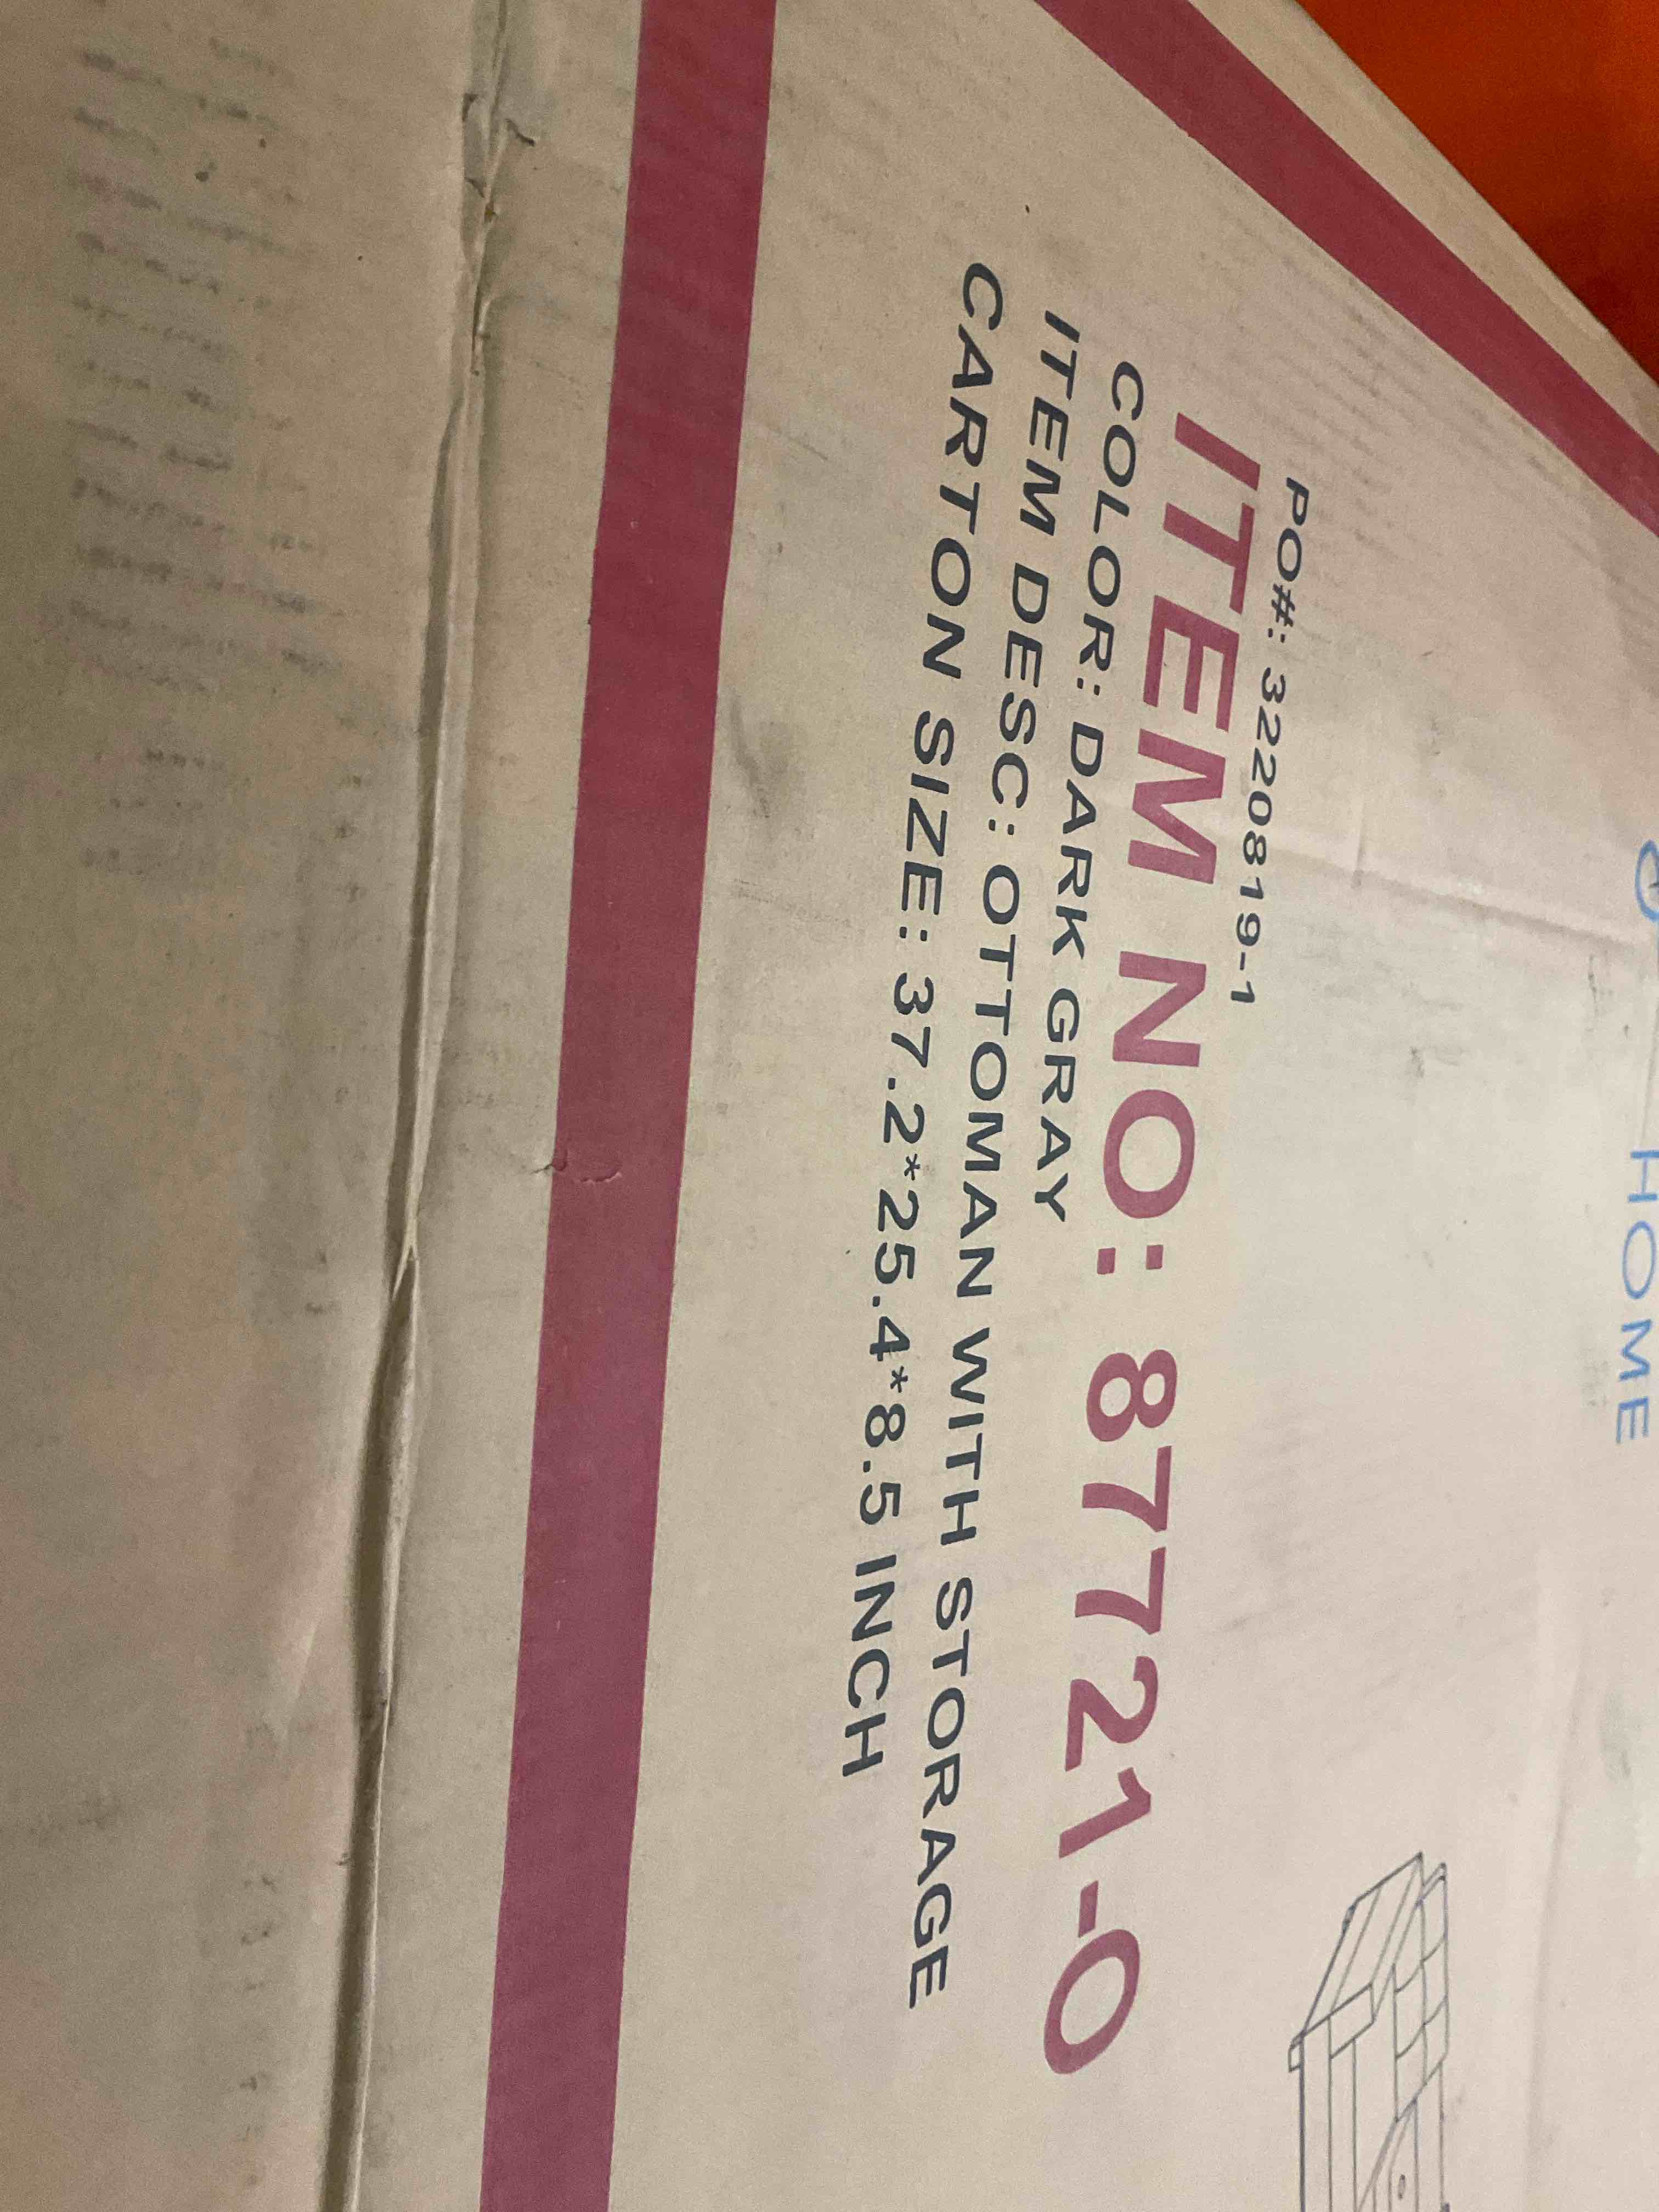 HOME
PO#: 3220819-1
ITEM NO: 87721-O
COLOR: DARK GRAY
ITEM DESC: OTTOMAN WITH STORAGE
CARTON SIZE: 37.2*25.4*8.5 INCH